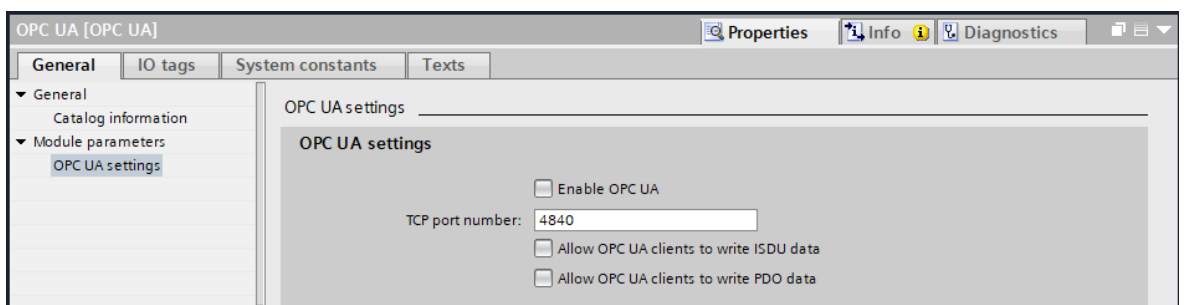 OPC UA [OPC UA]
Properties
Info
Diagnostics
General
IO tags
System constants
Texts
General
Catalog information
Module parameters
OPC UA settings
OPC UA settings
OPC UA settings
Enable OPC UA
TCP port number: 4840
Allow OPC UA clients to write ISDU data
Allow OPC UA clients to write PDO data